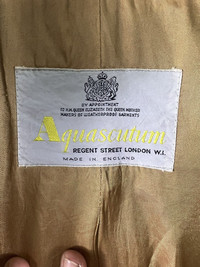 BY APPOINTMENT
TO H.M. QUEEN ELIZABETH THE QUEEN MOTHER
MAKERS OF WEATHERPROOF GARMENTS
Aquascutum
REGENT STREET LONDON W.I.
MADE IN ENGLAND